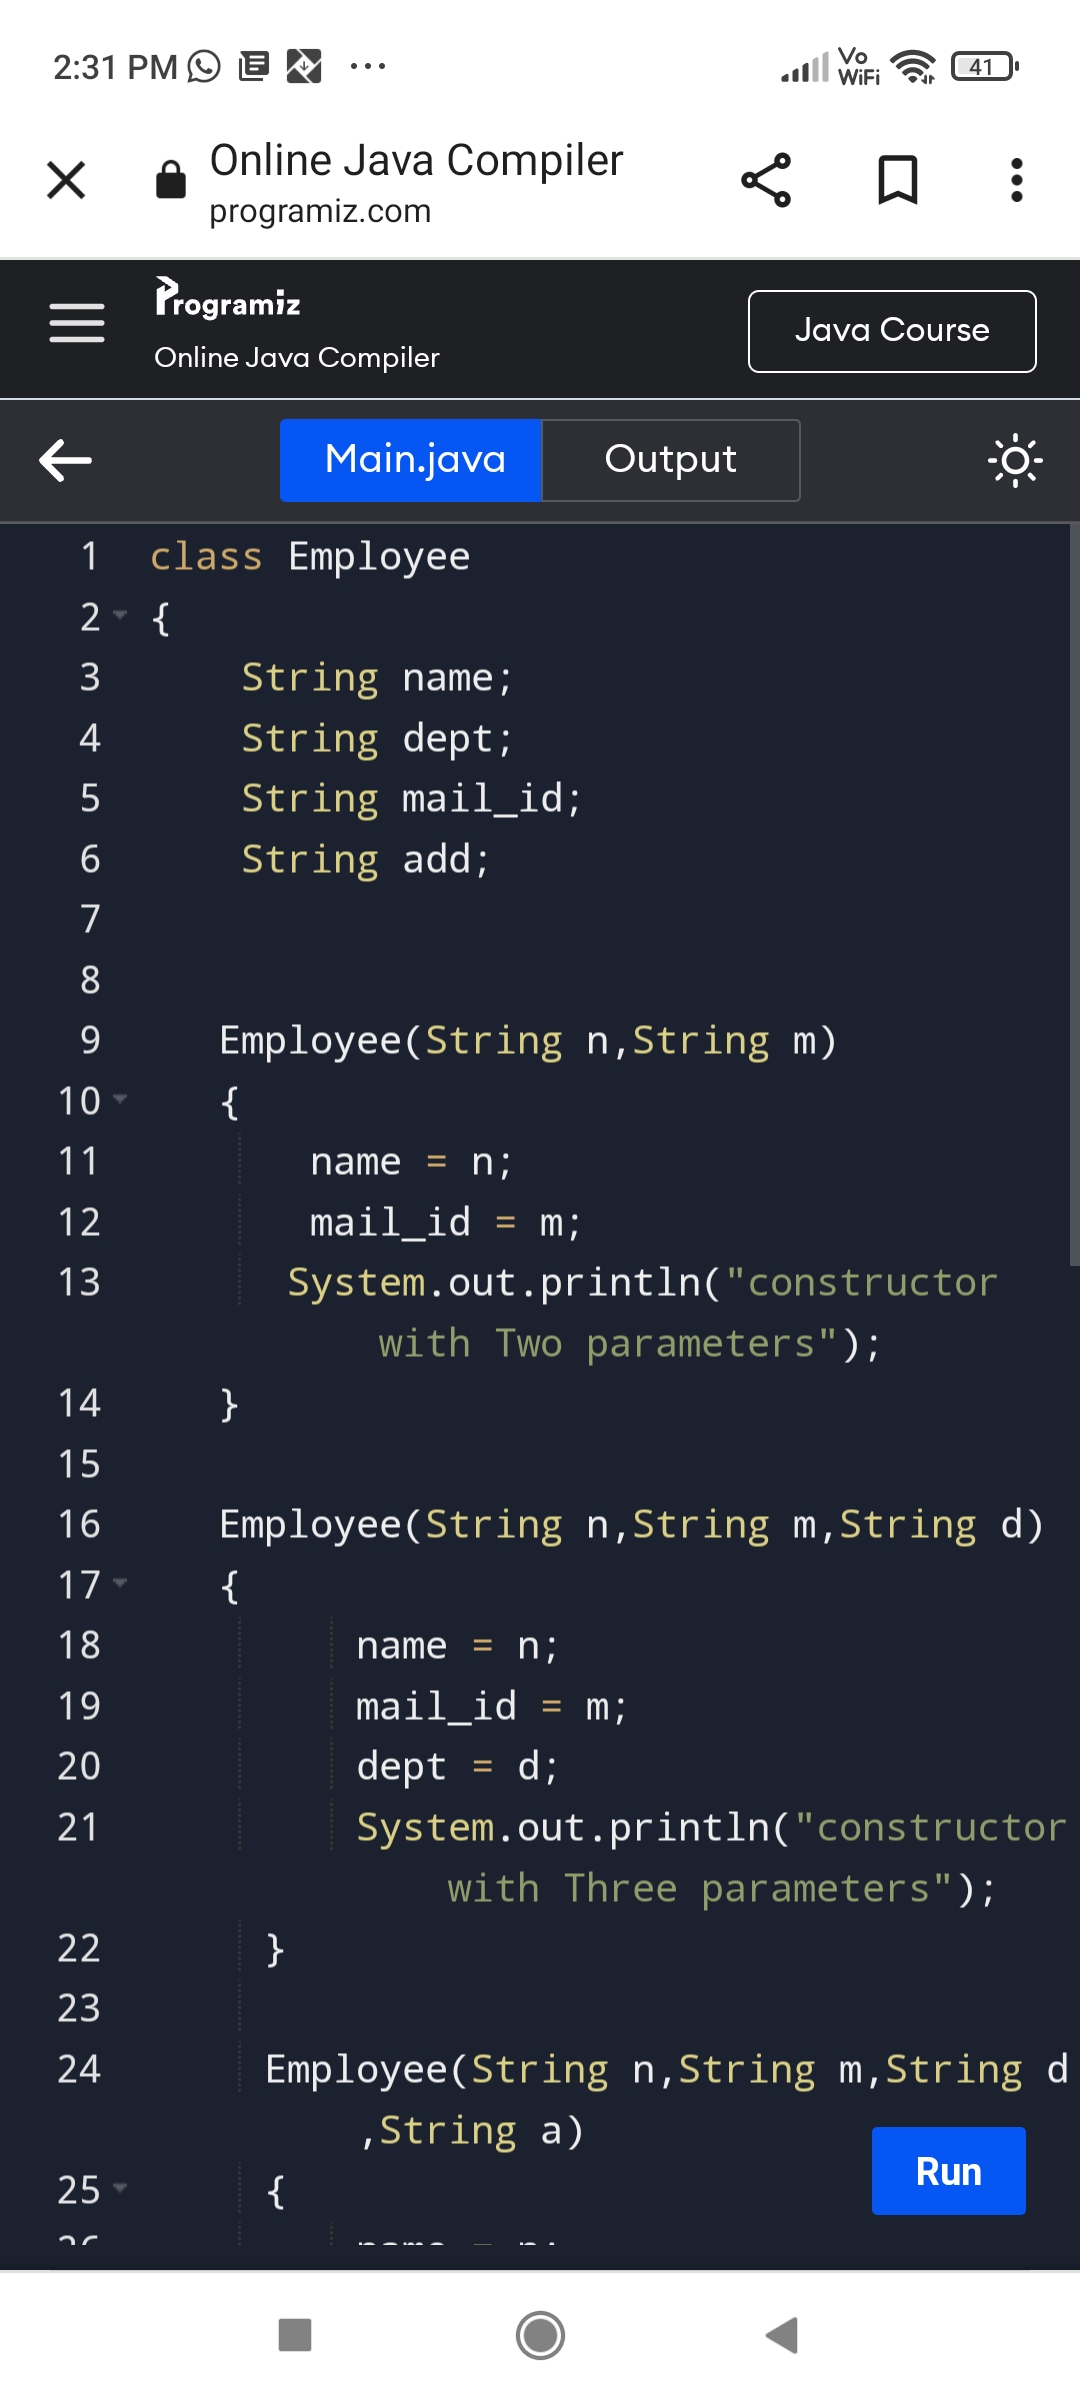 2:31 PM
Vo
WiFi
41
Online Java Compiler
programiz.com
Programiz
Online Java Compiler
Java Course
Main.java
Output
1 class Employee
2 {
3 String name;
4 String dept;
5 String mail_id;
6 String add;
7
8
9 Employee(String n,String m)
10 {
11 name = n;
12 mail_id = m;
13 System.out.println("constructor
with Two parameters");
14 }
15
16 Employee(String n,String m,String d)
17 {
18 name = n;
19 mail_id = m;
20 dept = d;
21 System.out.println("constructor
with Three parameters");
22 }
23
24 Employee(String n,String m,String d
,String a)
25 {
Run